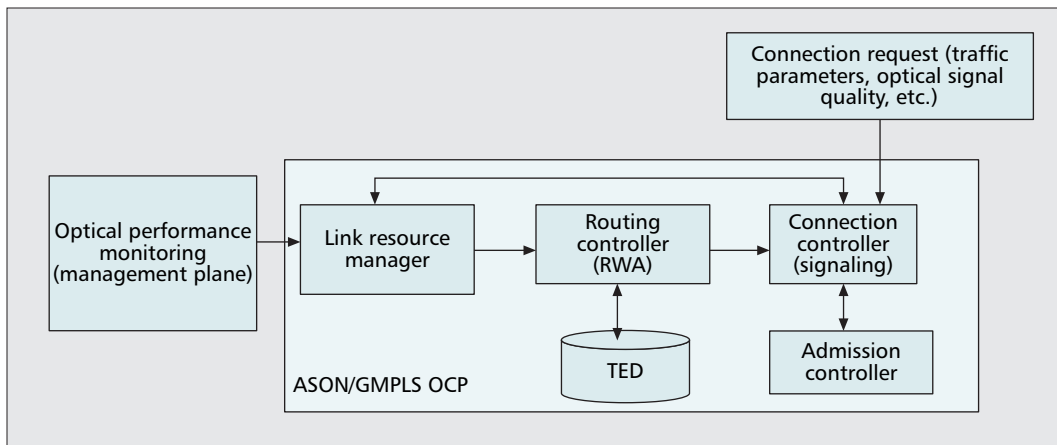 Connection request (traffic
parameters, optical signal
quality, etc.)
Optical performance
monitoring
(management plane)
Link resource
manager
Routing
controller
(RWA)
Connection
controller
(signaling)
TED
Admission
controller
ASON/GMPLS OCP